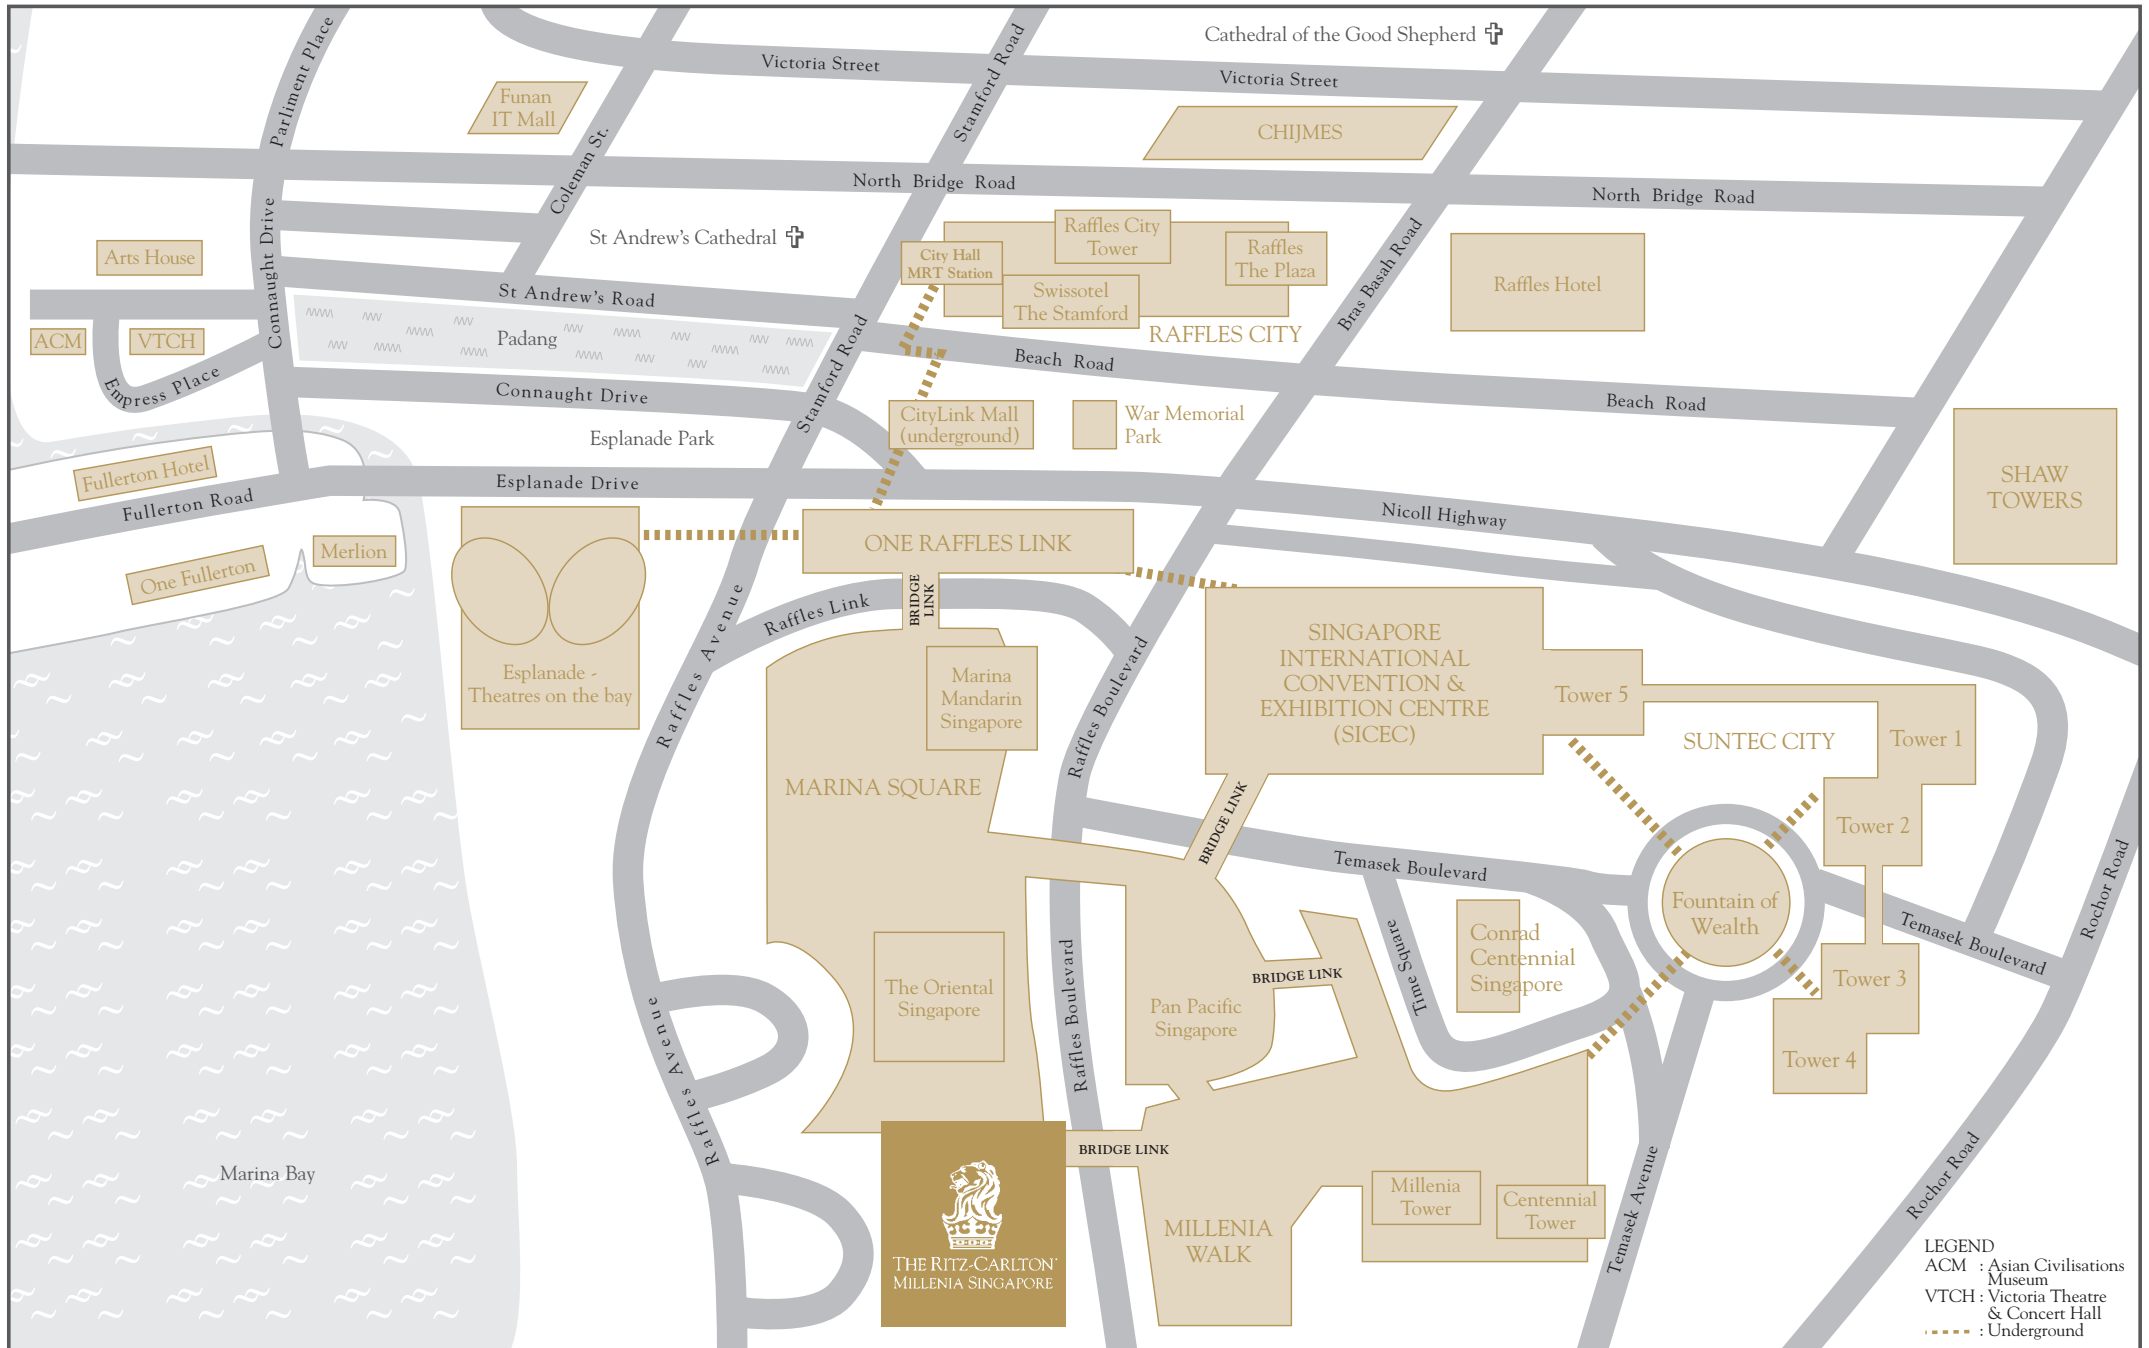 Cathedral of the Good Shepherd
Parliment Place
Victoria Street
Stamford Road
Victoria Street
Funan
IT Mall
CHIJMES
Coleman St.
North Bridge Road
North Bridge Road
Connaught Drive
Arts House
St Andrew's Cathedral
City Hall
MRT Station
Raffles City
Tower
Raffles
The Plaza
Swissotel
The Stamford
RAFFLES CITY
Bras Basah Road
Raffles Hotel
St Andrew's Road
Padang
ACM
VTCH
Empress Place
Stamford Road
Beach Road
Beach Road
Connaught Drive
Esplanade Park
CityLink Mall
(underground)
War Memorial
Park
SHAW
TOWERS
Fullerton Hotel
Fullerton Road
Esplanade Drive
Nicoll Highway
One Fullerton
Merlion
ONE RAFFLES LINK
BRIDGE
LINK
Raffles Link
Raffles Avenue
Esplanade -
Theatres on the bay
Marina
Mandarin
Singapore
Raffles Boulevard
SINGAPORE
INTERNATIONAL
CONVENTION &
EXHIBITION CENTRE
(SICEC)
Tower 5
SUNTEC CITY
Tower 1
MARINA SQUARE
BRIDGE LINK
Tower 2
Temasek Boulevard
Fountain of
Wealth
Rochor Road
Temasek Boulevard
Time Square
Conrad
Centennial
Singapore
The Oriental
Singapore
Raffles Boulevard
BRIDGE LINK
Pan Pacific
Singapore
Tower 3
Tower 4
Raffles Avenue
Raffles Avenue
Marina Bay
BRIDGE LINK
Millenia
Tower
Centennial
Tower
MILLENIA
WALK
Temasek Avenue
Rochor Road
THE RITZ-CARLTON
MILLENIA SINGAPORE
LEGEND
ACM : Asian Civilisations
Museum
VTCH : Victoria Theatre
& Concert Hall
: Underground